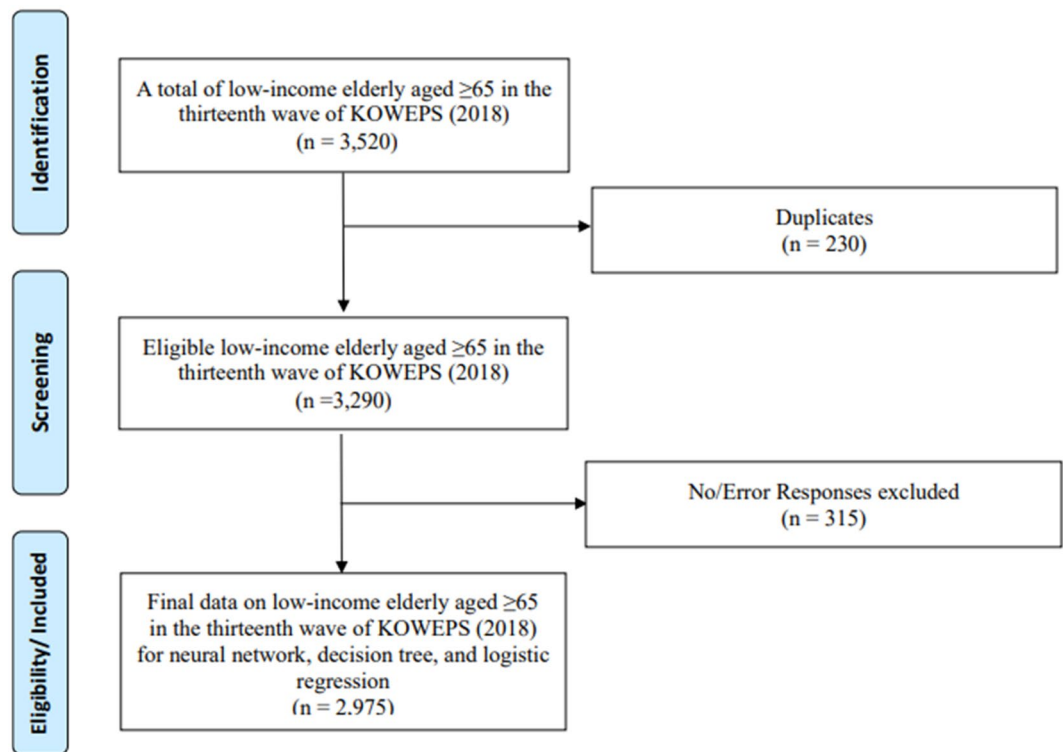 Identification
A total of low-income elderly aged ≥65 in the
thirteenth wave of KOWEPS (2018)
(n = 3,520)
Duplicates
(n = 230)
Screening
Eligible low-income elderly aged ≥65 in the
thirteenth wave of KOWEPS (2018)
(n =3,290)
No/Error Responses excluded
(n = 315)
Eligibility/ Included
Final data on low-income elderly aged ≥65
in the thirteenth wave of KOWEPS (2018)
for neural network, decision tree, and logistic
regression
(n = 2,975)